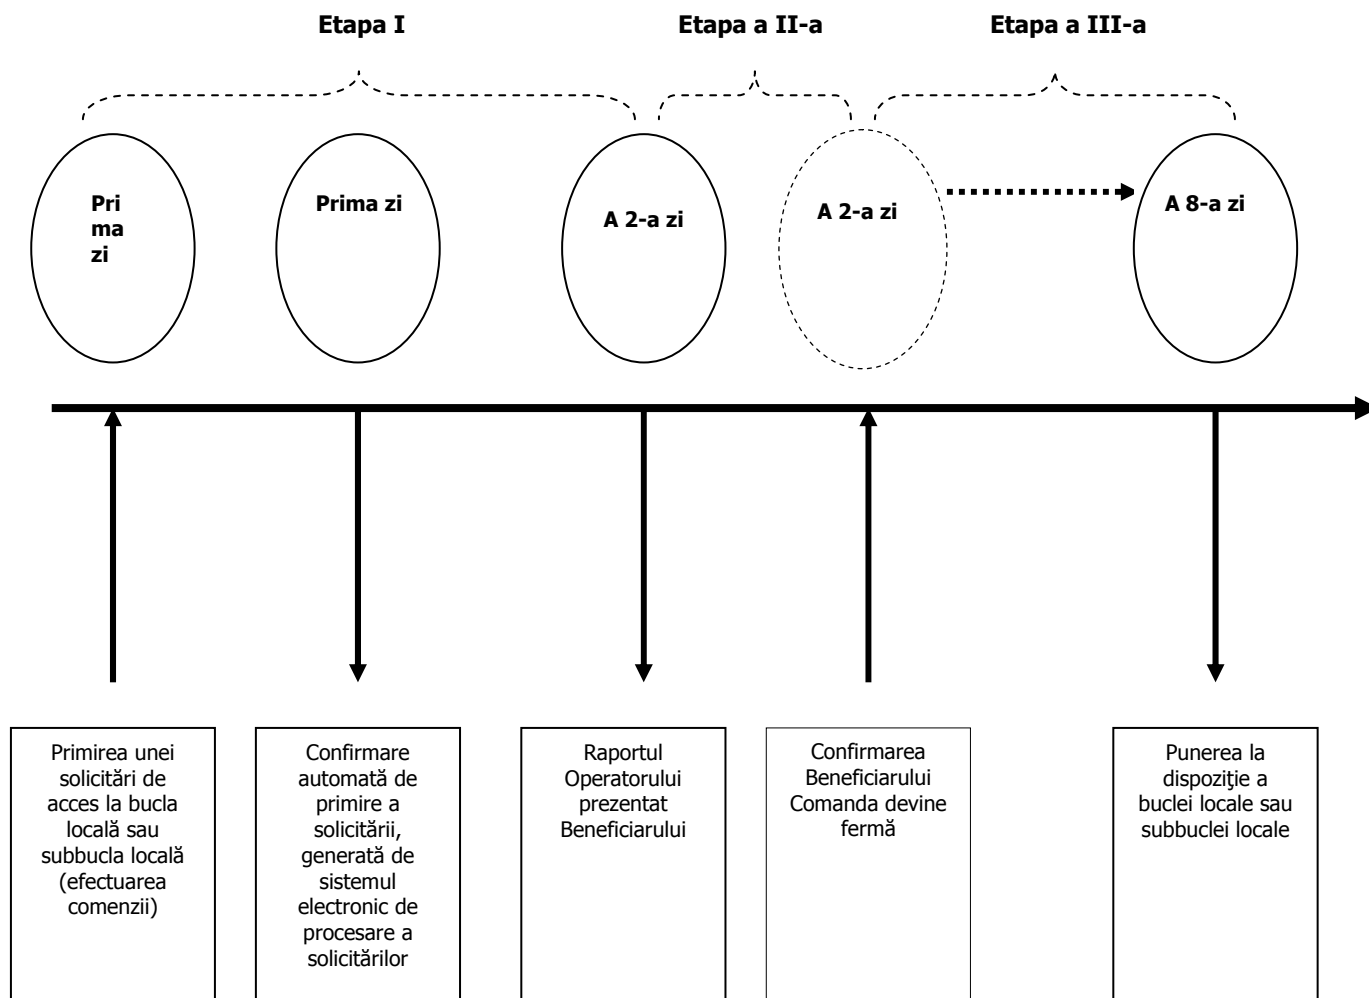 Etapa I
Etapa a II-a
Etapa a III-a
Pri
ma
zi
Prima zi
A 2-a zi
A 2-a zi
A 8-a zi
Primirea unei
solicitări de
acces la bucla
locală sau
subbucla locală
(efectuarea
comenzii)
Confirmare
automată de
primire a
solicitării,
generată de
sistemul
electronic de
procesare a
solicitărilor
Raportul
Operatorului
prezentat
Beneficiarului
Confirmarea
Beneficiarului
Comanda devine
fermă
Punerea la
dispoziţie a
buclei locale sau
subbuclei locale